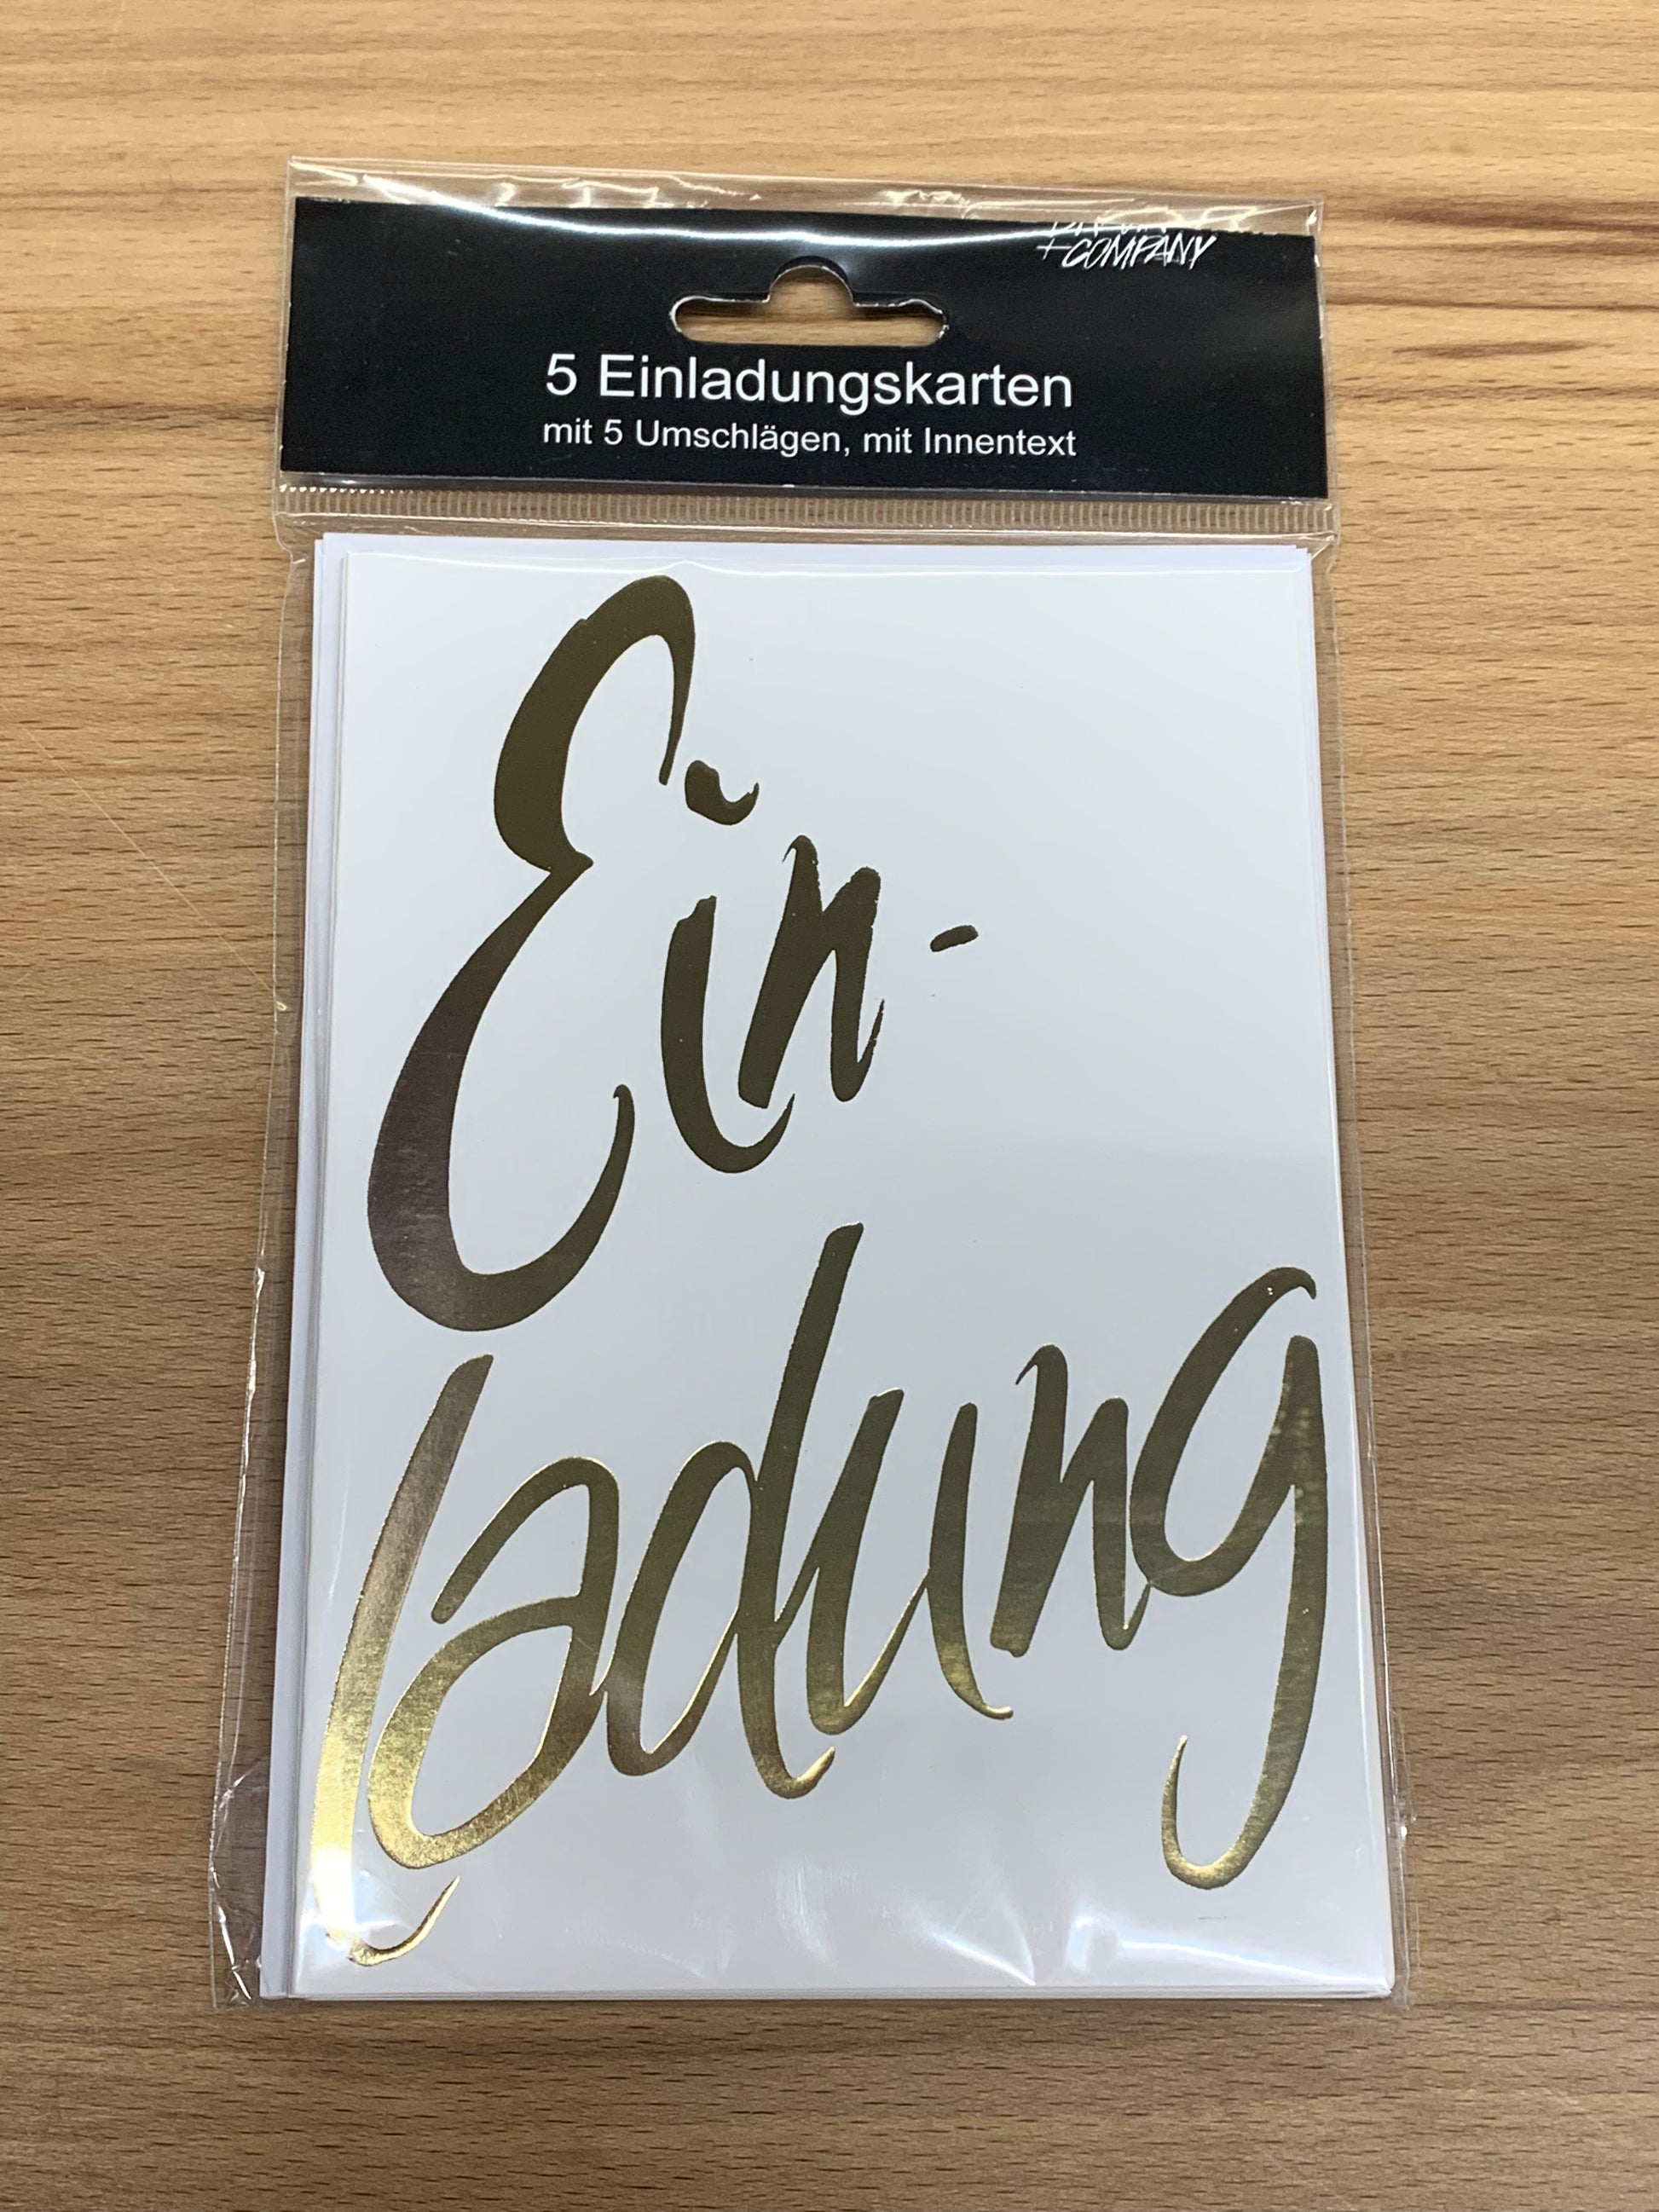 +COMPANY
5 Einladungskarten
mit 5 Umschlägen, mit Innentext
Ein-
ladung